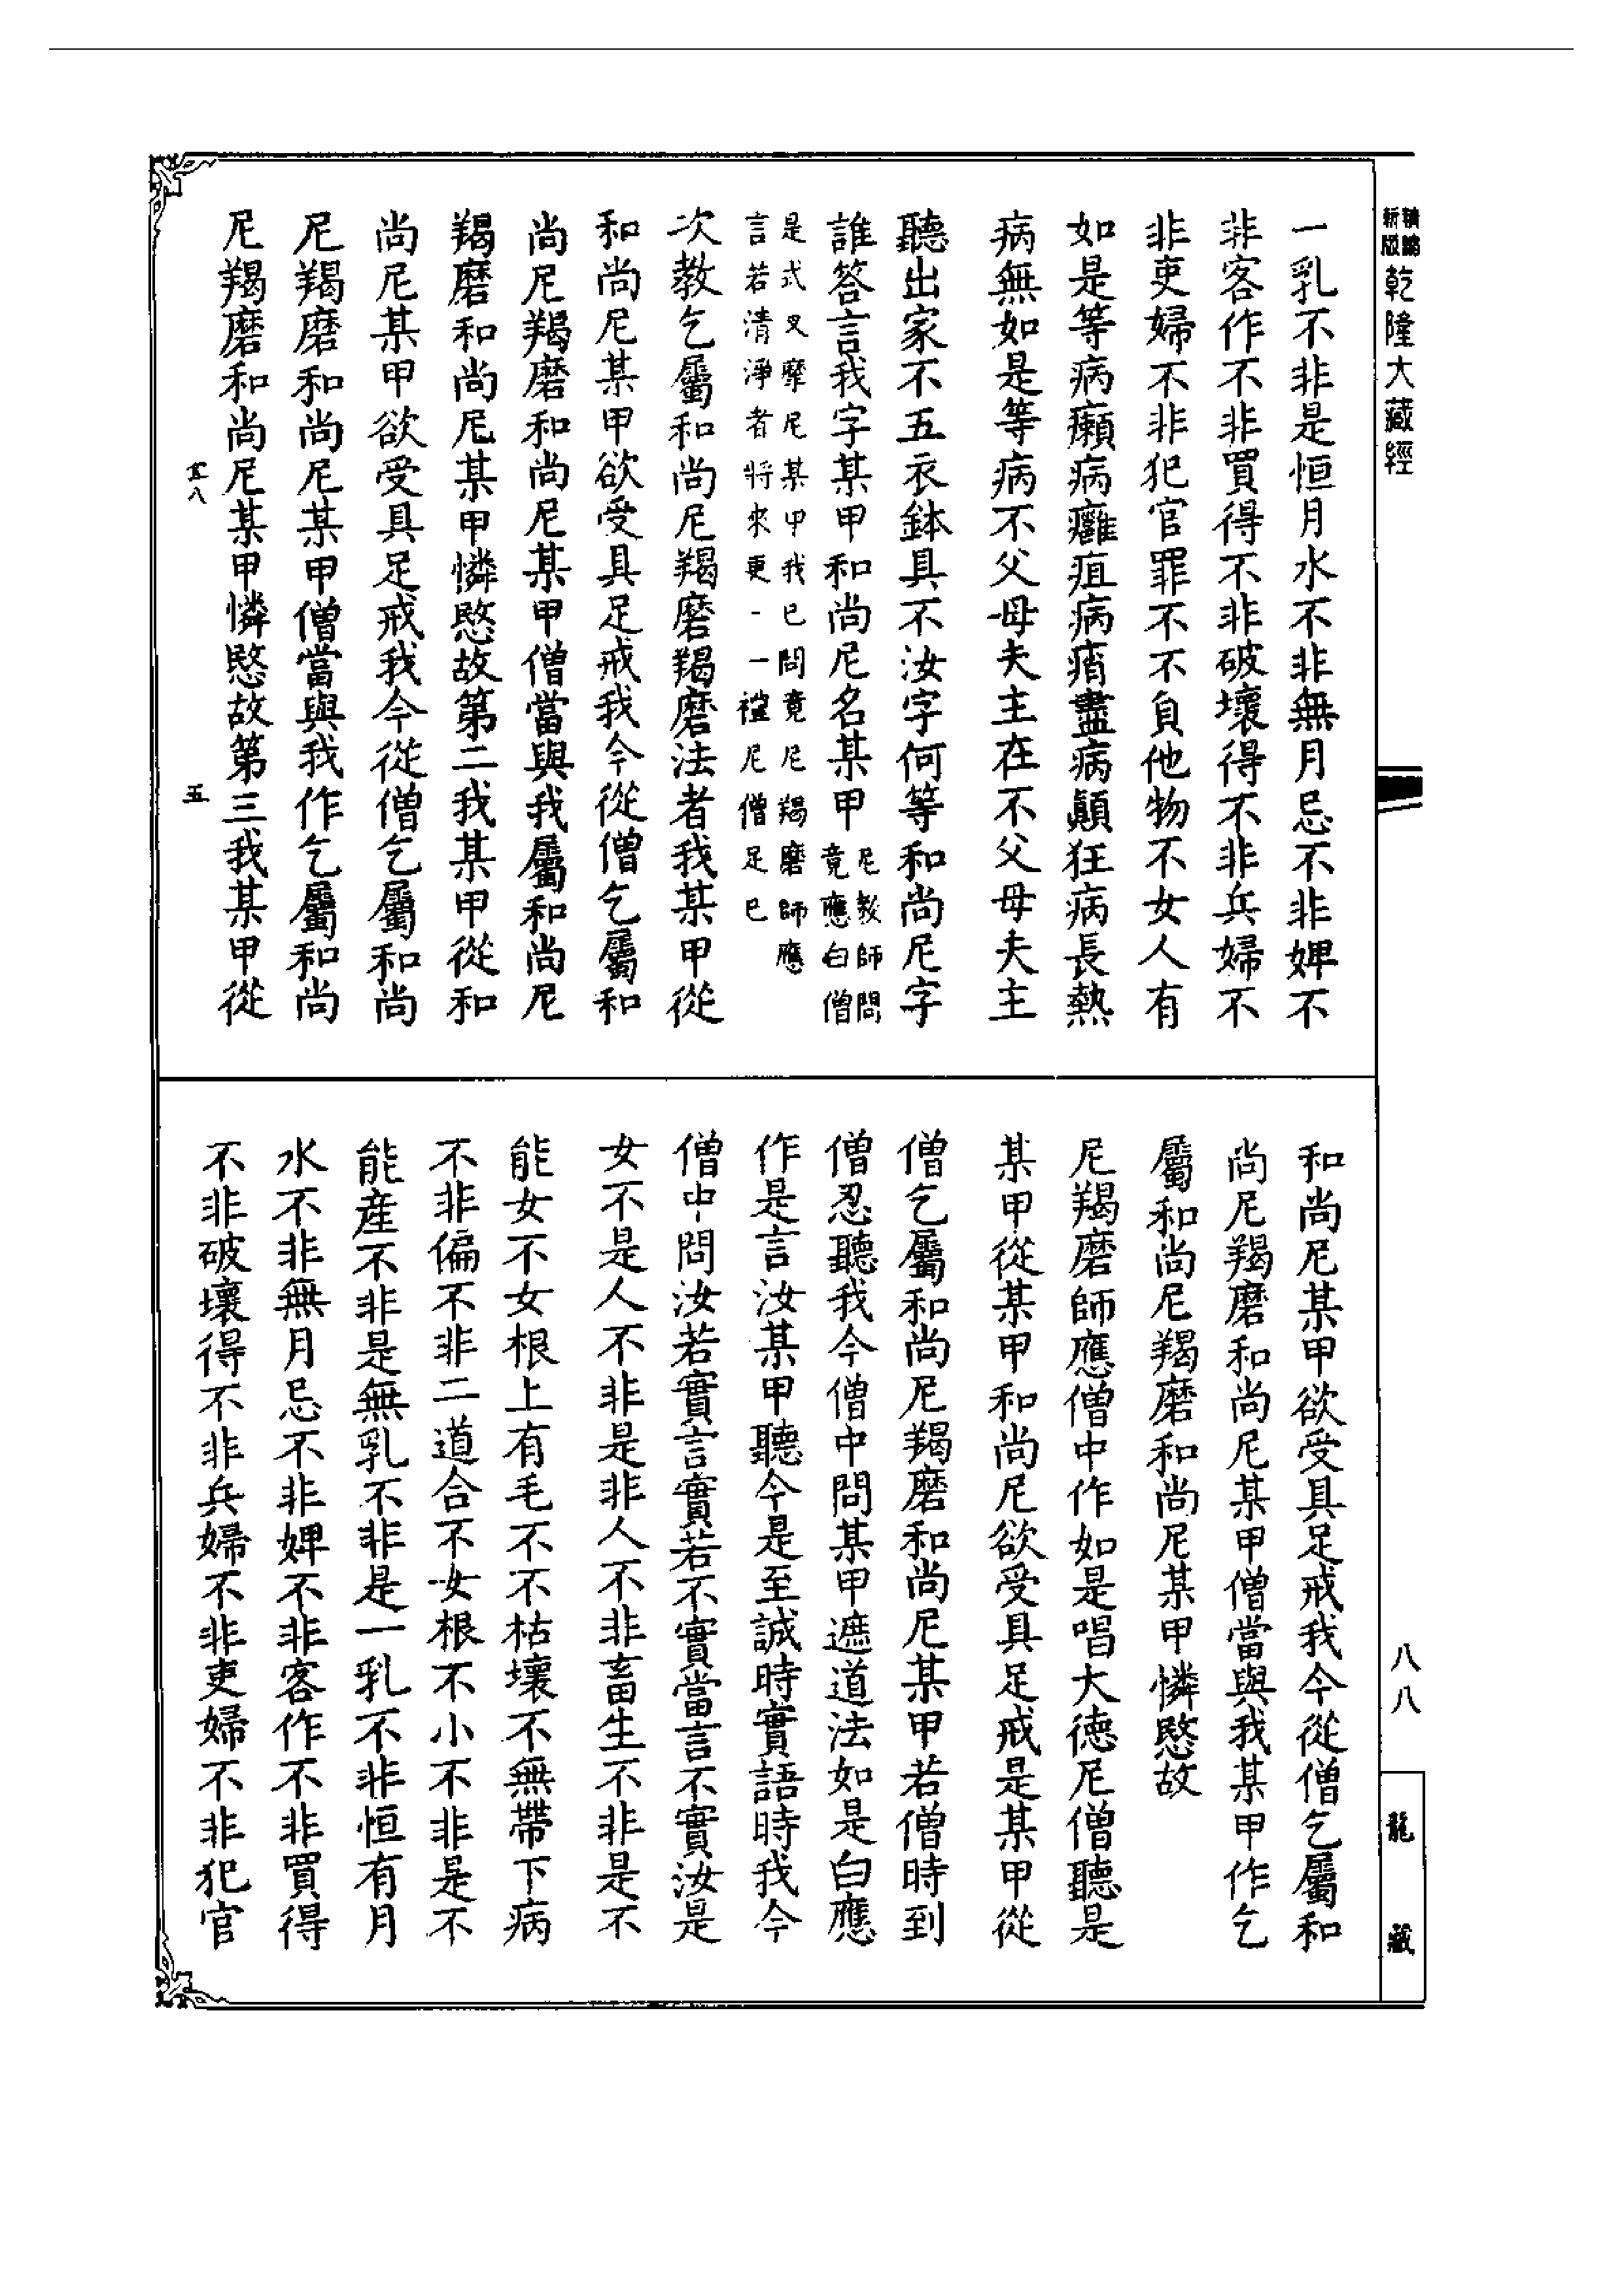 乾隆大藏經
一乳不非是恒月水不非無月忌不非婢不
非客作不非買得不非破壞得不非兵婦不
非吏婦不非犯官罪不不負他物不女人有
如是等病癩病癰疽病痟盡病顛狂病長熱
病無如是等病不父母夫主在不父母夫主
聽出家不五衣鉢具不汝字何等和尚尼字
誰答言我字某甲和尚尼名某甲尼教師問竟應白僧
是式叉摩尼某甲我已問竟尼羯磨師應
言若清淨者將來更一一禮尼僧足已
次教乞屬和尚尼羯磨羯磨法者我某甲從
和尚尼某甲欲受具足戒我今從僧乞屬和
尚尼羯磨和尚尼某甲僧當與我屬和尚尼
羯磨和尚尼某甲憐愍故第二我某甲從和
尚尼某甲欲受具足戒我今從僧乞屬和尚
尼羯磨和尚尼某甲僧當與我作乞屬和尚
尼羯磨和尚尼某甲憐愍故第三我某甲從
五
和尚尼某甲欲受具足戒我今從僧乞屬和
尚尼羯磨和尚尼某甲僧當與我某甲作乞
屬和尚尼羯磨和尚尼某甲憐愍故
尼羯磨師應僧中作如是唱大德尼僧聽是
某甲從某甲和尚尼欲受具足戒是某甲從
僧乞屬和尚尼羯磨和尚尼某甲若僧時到
僧忍聽我今僧中問某甲遮道法如是白應
作是言汝某甲聽今是至誠時實語時我今
僧中問汝若實言實若不實當言不實汝是
女不是人不非是非人不非畜生不非是不
能女不女根上有毛不不枯壞不無帶下病
不非偏不非二道合不女根不小不非是不
能産不非是無乳不非是一乳不非恒有月
水不非無月忌不非婢不非客作不非買得
不非破壞得不非兵婦不非吏婦不非犯官
八八
龍藏